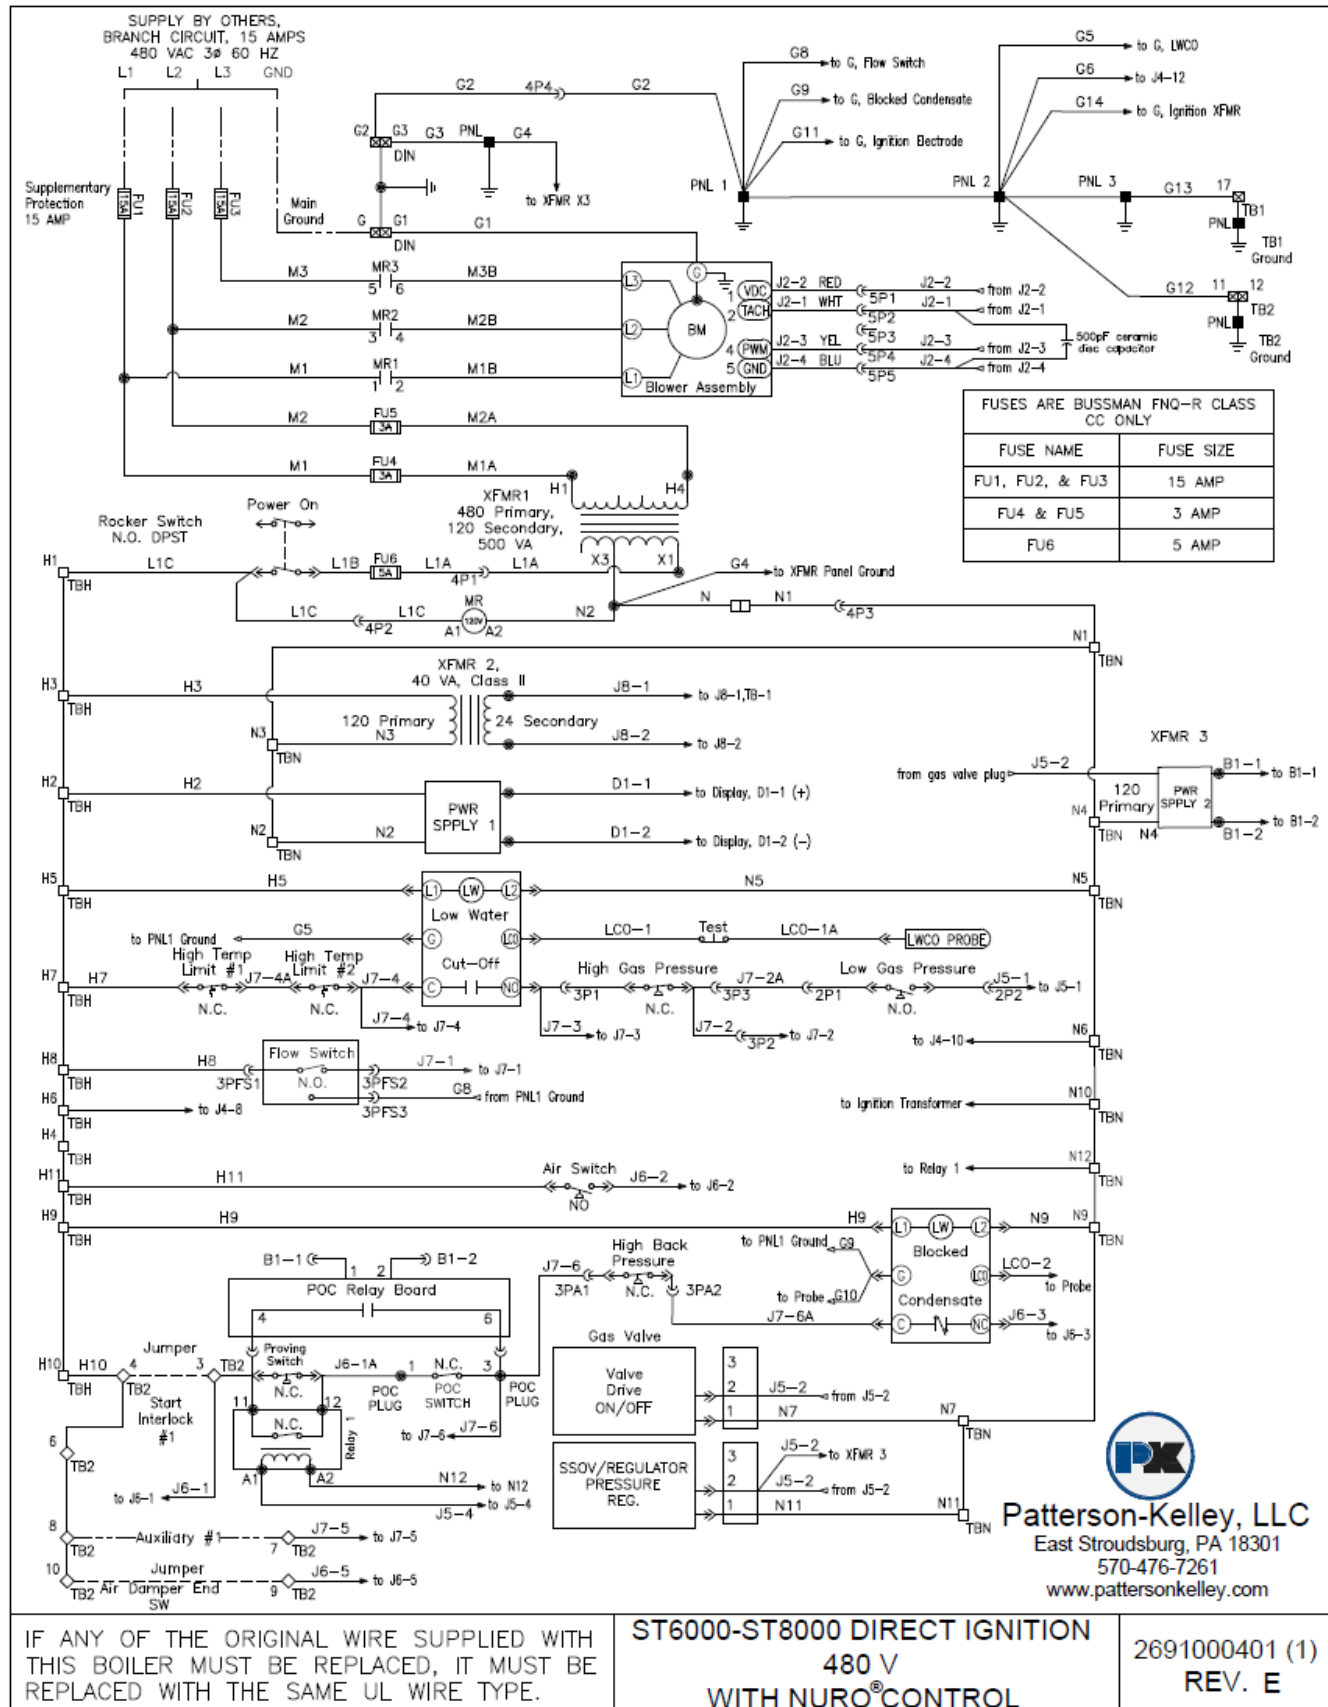 SUPPLY BY OTHERS,
BRANCH CIRCUIT, 15 AMPS
480 VAC 3ø 60 HZ
L1 L2 L3 GND
G2 4P4 G2
G8 to G, Flow Switch
G9 to G, Blocked Condensate
G11 to G, Ignition Electrode
G5 to G, LWCO
G6 to J4-12
G14 to G, Ignition XFMR
G2 G3 G3 PNL G4
DIN
to XFMR X3
PNL 1 PNL 2 PNL 3 G13 17
TB1
PNL
TB1
Ground
Supplementary
Protection
15 AMP
15A FU1 15A FU2 15A FU3
Main
Ground
G G1 G1
DIN
G12 11 12
TB2
PNL
TB2
Ground
M3 MR3 M3B
5 6
M2 MR2 M2B
3 4
M1 MR1 M1B
1 2
L3 L2 L1 G BM
Blower Assembly
1 VDC J2-2 RED 5P1 J2-2 from J2-2
2 TACH J2-1 WHT 5P2 J2-1 from J2-1
5P3
4 PWM J2-3 YEL 5P4 J2-3 from J2-3
5 GND J2-4 BLU 5P5 J2-4 from J2-4
500pF ceramic
disc capacitor
M2 FU5 M2A
3A
M1 FU4 M1A
3A
FUSES ARE BUSSMAN FNQ-R CLASS
CC ONLY
FUSE NAME FUSE SIZE
FU1, FU2, & FU3 15 AMP
FU4 & FU5 3 AMP
FU6 5 AMP
H1 H4
XFMR1
480 Primary,
120 Secondary,
500 VA
X3 X1
Power On
Rocker Switch
N.O. DPST
H1 L1C L1B FU6 L1A L1A
TBH 5A 4P1
G4 to XFMR Panel Ground
L1C L1C MR N2
4P2 A1 120V A2
N N1 4P3
N1
TBN
XFMR 2,
40 VA, Class II
H3 H3 J8-1 to J8-1,TB-1
TBH
120 Primary 24 Secondary
N3 N3 J8-2 to J8-2
TBN
XFMR 3
from gas valve plug J5-2 B1-1 to B1-1
120
Primary
PWR
SPPLY 2
N4 N4 B1-2 to B1-2
TBN
H2 H2 D1-1 to Display, D1-1 (+)
TBH
PWR
SPPLY 1
N2 N2 D1-2 to Display, D1-2 (-)
TBN
H5 H5 L1 LW L2 N5 N5
TBH TBN
Low Water
to PNL1 Ground G5 G LCO LCO-1 Test LCO-1A LWCO PROBE
Cut-Off
High Temp
Limit #1
High Temp
Limit #2
High Gas Pressure
Low Gas Pressure
H7 H7 J7-4A J7-4 C NO J7-2A J5-1 to J5-1
TBH N.C. N.C. 3P1 N.C. 3P3 2P1 N.O. 2P2
J7-4 to J7-4
J7-3 to J7-3
J7-2 3P2 to J7-2
N6
to J4-10
TBN
Flow Switch
H8 H8 J7-1 to J7-1
TBH 3PFS1 N.O. 3PFS2
G8 from PNL1 Ground
3PFS3
H6 to J4-8
TBH
to Ignition Transformer N10
TBN
H4
TBH
to Relay 1 N12
TBN
H11 H11 Air Switch J6-2 to J6-2
TBH NO
H9 H9 H9 L1 LW L2 N9 N9
TBH TBN
Blocked
to PNL1 Ground G9
G LCO LCO-2 to Probe
to Probe G10
Condensate
C NC J6-3 to J6-3
B1-1 B1-2
1 2
POC Relay Board
4 5
J7-6 High Back
Pressure
3PA1 N.C. 3PA2
J7-6A
H10 H10 4 Jumper 3 TB2
TBH TB2
Proving
Switch
N.C.
J6-1A 1 N.C. 3
POC
PLUG
POC
SWITCH
POC
PLUG
Start
Interlock
#1
11 12
N.C.
Relay 1
A1 A2
J7-6
to J7-6
6
TB2
N12 to N12
J5-4 to J5-4
to J6-1 J6-1
Gas Valve
Valve
Drive
ON/OFF
3
2 J5-2 from J5-2
1 N7 N7
TBN
SSOV/REGULATOR
PRESSURE
REG.
3 J5-2 to XFMR 3
2 J5-2 from J5-2
1 N11 N11
TBN
8 Auxiliary #1 J7-5 to J7-5
TB2 7 TB2
10 Jumper J6-5 to J6-5
TB2 Air Damper End
SW
9 TB2
PK
Patterson-Kelley, LLC
East Stroudsburg, PA 18301
570-476-7261
www.pattersonkelley.com
IF ANY OF THE ORIGINAL WIRE SUPPLIED WITH
THIS BOILER MUST BE REPLACED, IT MUST BE
REPLACED WITH THE SAME UL WIRE TYPE.
ST6000-ST8000 DIRECT IGNITION
480 V
WITH NURO® CONTROL
2691000401 (1)
REV. E